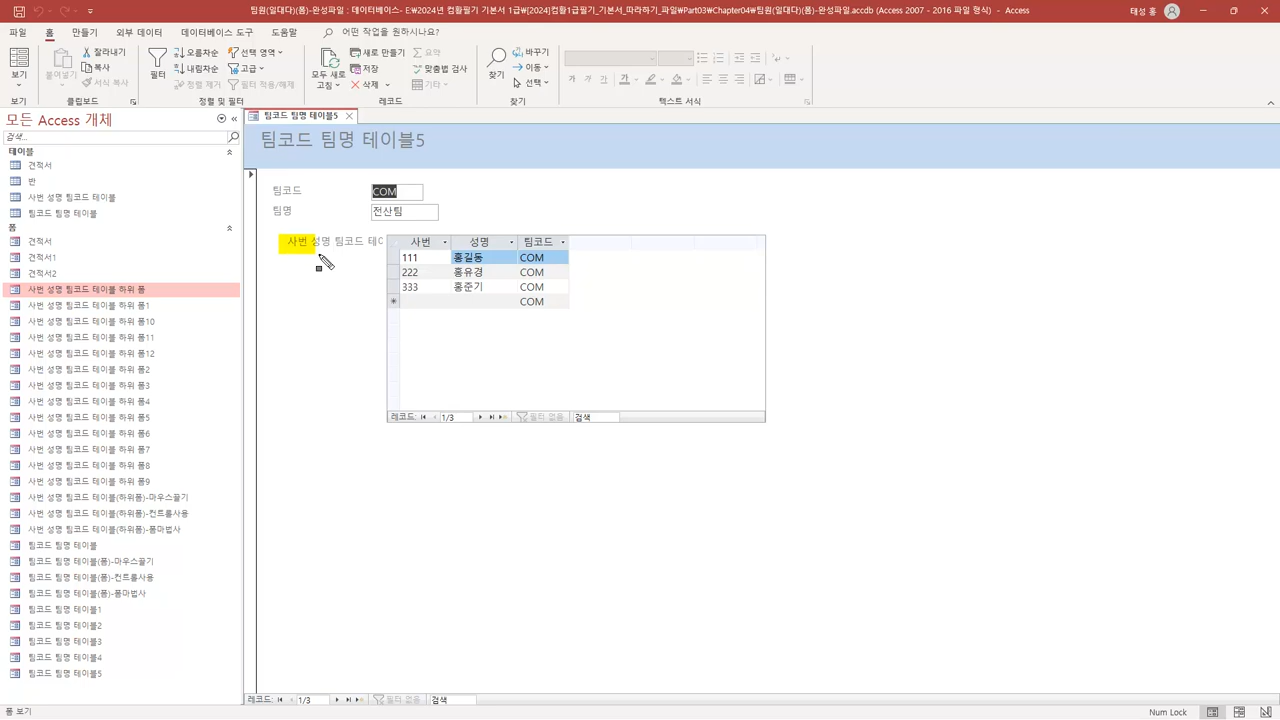 팀원(일대다)(폼)-완성파일 : 데이터베이스- E:₩2024년 컴활필기 기본서 1급₩[2024]컴활1급필기_기본서_따라하기_파일₩Part03₩Chapter04₩팀원(일대다)(폼)-완성파일.accdb (Access 2007 - 2016 파일 형식) - Access
태성 홍
파일 홈 만들기 외부 데이터 데이터베이스 도구 도움말 어떤 작업을 원하시나요?
보기 붙여넣기 잘라내기 복사 서식 복사
필터 오름차순 내림차순 정렬 제거 선택 영역 고급 필터 적용/해제
모두 새로 고침 새로 만들기 저장 삭제 요약 맞춤법 검사 기타
찾기 바꾸기 이동 선택
가 가 가
보기 클립보드 정렬 및 필터 레코드 찾기 텍스트 서식
모든 Access 개체
검색...
테이블
견적서
반
사번 성명 팀코드 테이블
팀코드 팀명 테이블
폼
견적서
견적서1
견적서2
사번 성명 팀코드 테이블 하위 폼
사번 성명 팀코드 테이블 하위 폼1
사번 성명 팀코드 테이블 하위 폼10
사번 성명 팀코드 테이블 하위 폼11
사번 성명 팀코드 테이블 하위 폼12
사번 성명 팀코드 테이블 하위 폼2
사번 성명 팀코드 테이블 하위 폼3
사번 성명 팀코드 테이블 하위 폼4
사번 성명 팀코드 테이블 하위 폼5
사번 성명 팀코드 테이블 하위 폼6
사번 성명 팀코드 테이블 하위 폼7
사번 성명 팀코드 테이블 하위 폼8
사번 성명 팀코드 테이블 하위 폼9
사번 성명 팀코드 테이블(하위폼)-마우스끌기
사번 성명 팀코드 테이블(하위폼)-컨트롤사용
사번 성명 팀코드 테이블(하위폼)-폼마법사
팀코드 팀명 테이블
팀코드 팀명 테이블(폼)-마우스끌기
팀코드 팀명 테이블(폼)-컨트롤사용
팀코드 팀명 테이블(폼)-폼마법사
팀코드 팀명 테이블1
팀코드 팀명 테이블2
팀코드 팀명 테이블3
팀코드 팀명 테이블4
팀코드 팀명 테이블5
팀코드 팀명 테이블5
팀코드 팀명 테이블5
팀코드 COM
팀명 전산팀
사번 성명 팀코드 테이
사번 성명 팀코드
111 홍길동 COM
222 홍유경 COM
333 홍준기 COM
* COM
레코드: 1/3 필터 없음 검색
레코드: 1/3 필터 없음 검색
폼 보기 Num Lock